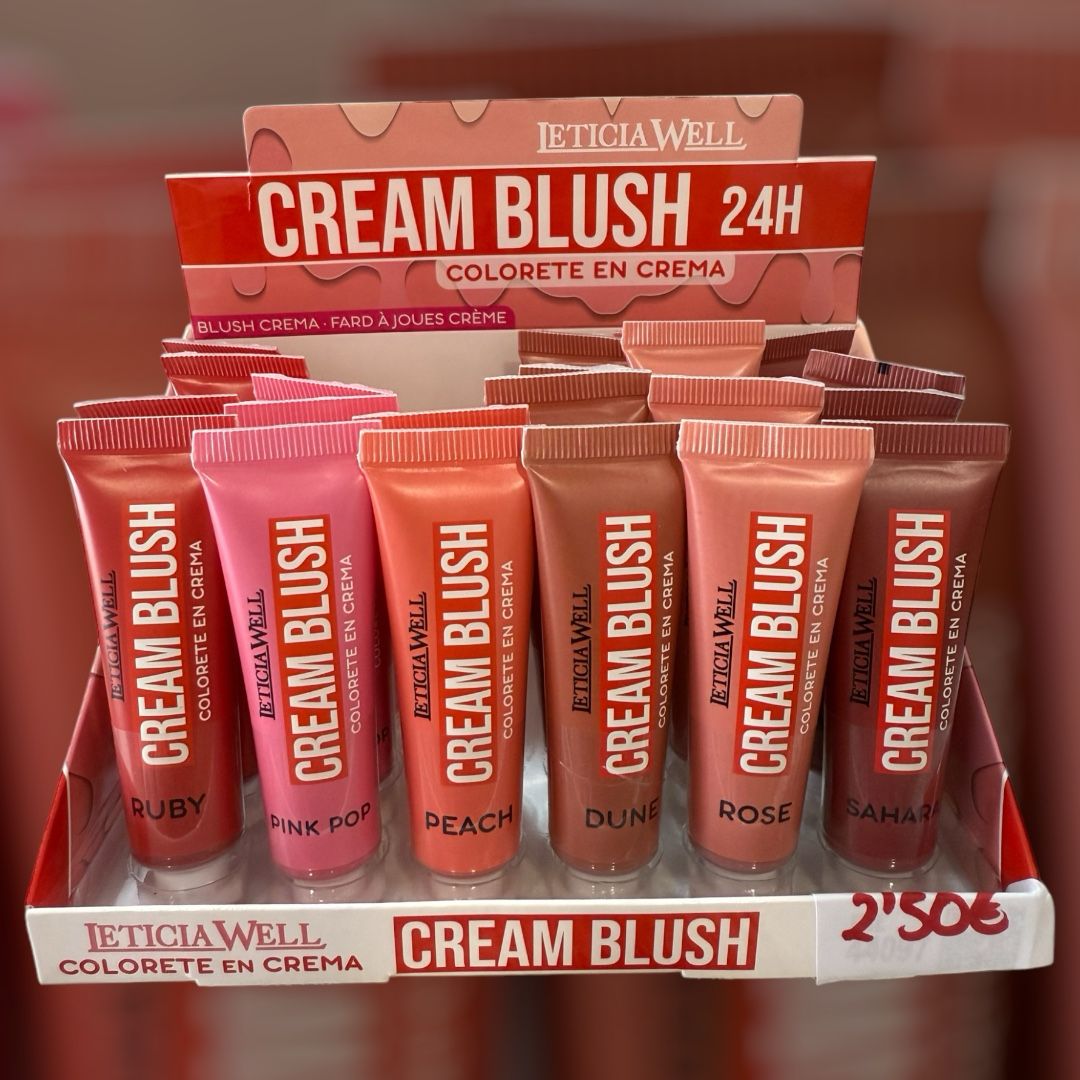 LETICIA WELL
CREAM BLUSH 24H
COLORETE EN CREMA
BLUSH CREMA · FARD À JOUES CRÈME
LETICIA WELL
CREAM BLUSH
COLORETE EN CREMA
RUBY
LETICIA WELL
CREAM BLUSH
COLORETE EN CREMA
PINK POP
LETICIA WELL
CREAM BLUSH
COLORETE EN CREMA
PEACH
LETICIA WELL
CREAM BLUSH
COLORETE EN CREMA
DUNE
LETICIA WELL
CREAM BLUSH
COLORETE EN CREMA
ROSE
LETICIA WELL
CREAM BLUSH
COLORETE EN CREMA
SAHARA
LETICIA WELL
COLORETE EN CREMA
CREAM BLUSH
2'50€